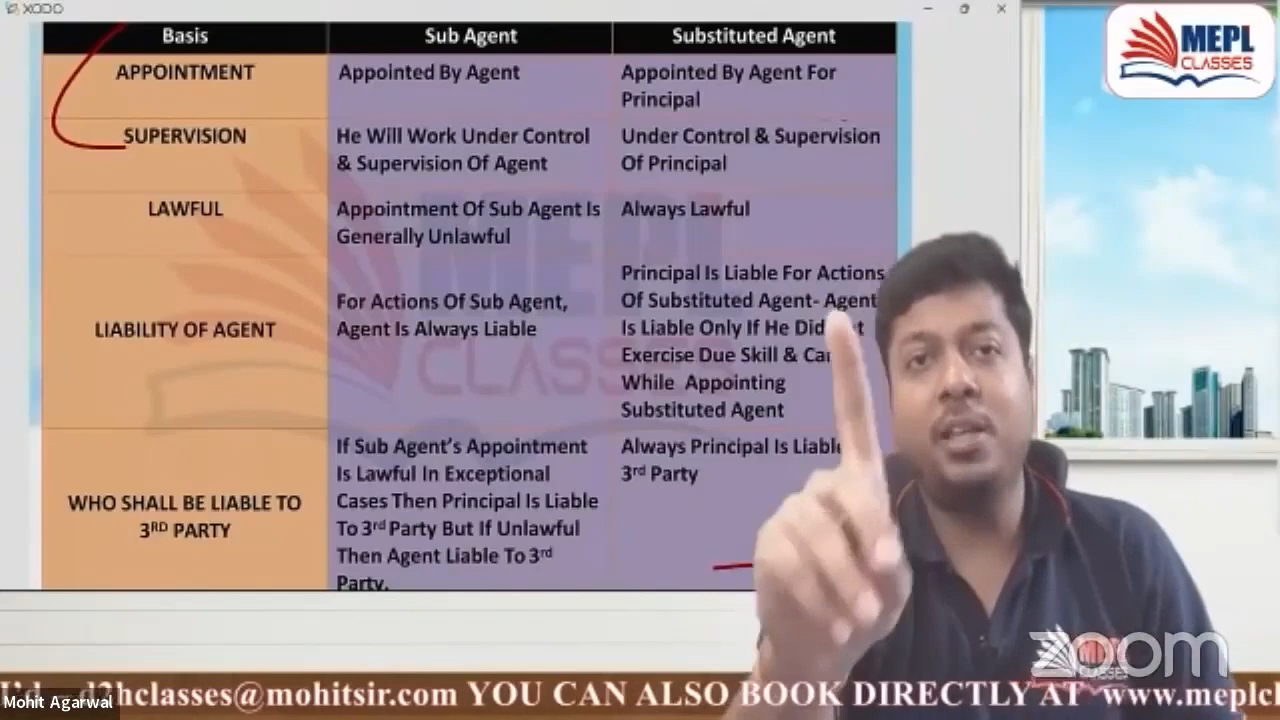 XODO
Basis Sub Agent Substituted Agent
APPOINTMENT
Appointed By Agent
Appointed By Agent For
Principal
SUPERVISION
He Will Work Under Control
& Supervision Of Agent
Under Control & Supervision
Of Principal
LAWFUL
Appointment Of Sub Agent Is
Generally Unlawful
Always Lawful
LIABILITY OF AGENT
For Actions Of Sub Agent,
Agent Is Always Liable
Principal Is Liable For Actions
Of Substituted Agent- Agent
Is Liable Only If He Did
Exercise Due Skill &
While Appointing
Substituted Agent
WHO SHALL BE LIABLE TO
3RD PARTY
If Sub Agent's Appointment
Is Lawful In Exceptional
Cases Then Principal Is Liable
To 3rd Party But If Unlawful
Then Agent Liable To 3rd
Party.
Always Principal Is Liable
3rd Party
MEPL
CLASSES
MEPL
CLASSES
zoom
CLASSES
Mohit Agarwal
d2hclasses@mohitsir.com YOU CAN ALSO BOOK DIRECTLY AT